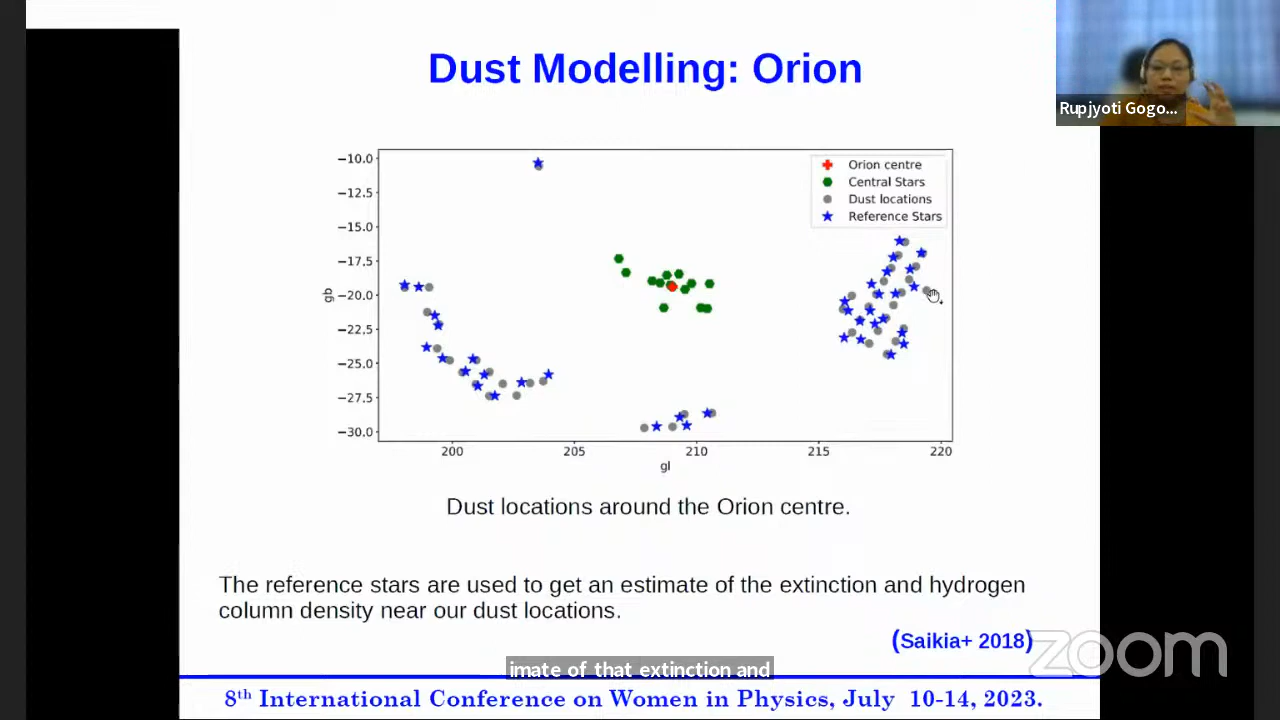 Dust Modelling: Orion
Rupjyoti Gogo...
−10.0
−12.5
−15.0
−17.5
−20.0
−22.5
−25.0
−27.5
−30.0
gb
Orion centre
Central Stars
Dust locations
Reference Stars
200
205
210
215
220
gl
Dust locations around the Orion centre.
The reference stars are used to get an estimate of the extinction and hydrogen
column density near our dust locations.
(Saikia+ 2018)
zoom
imate of that extinction and
8th International Conference on Women in Physics, July 10-14, 2023.